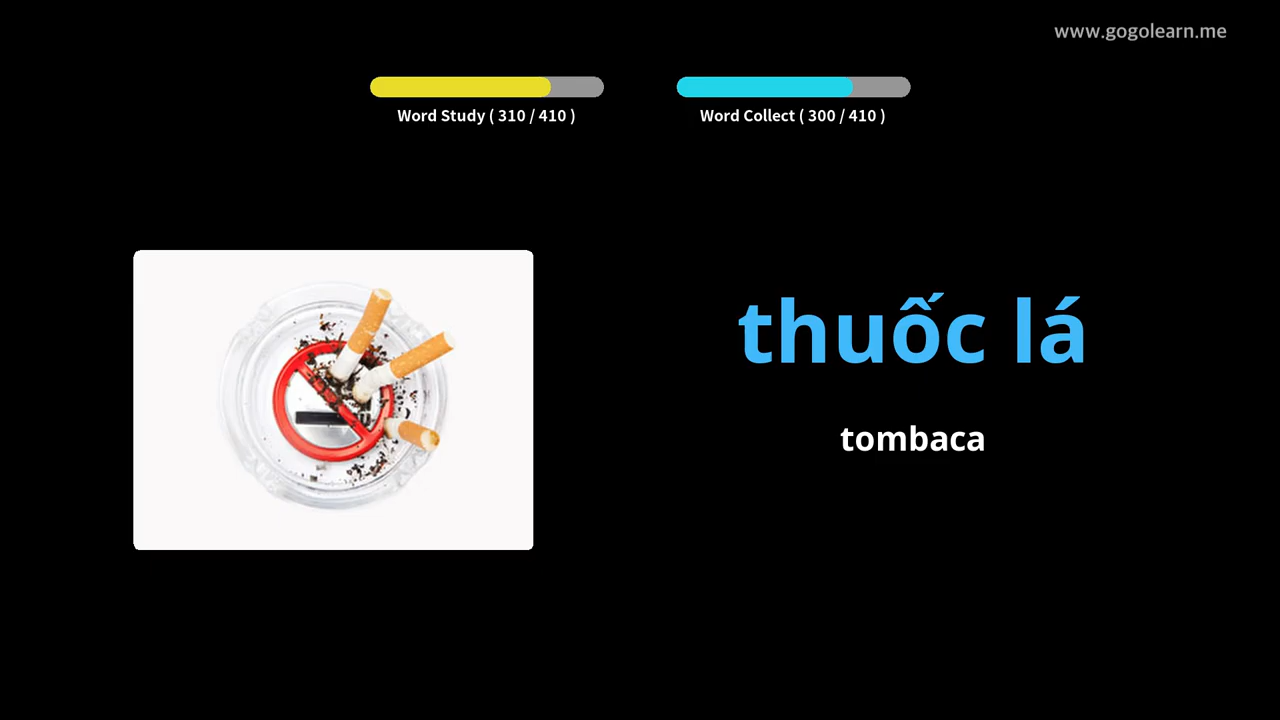 www.gogolearn.me
Word Study ( 310 / 410 )
Word Collect ( 300 / 410 )
thuốc lá
tombaca